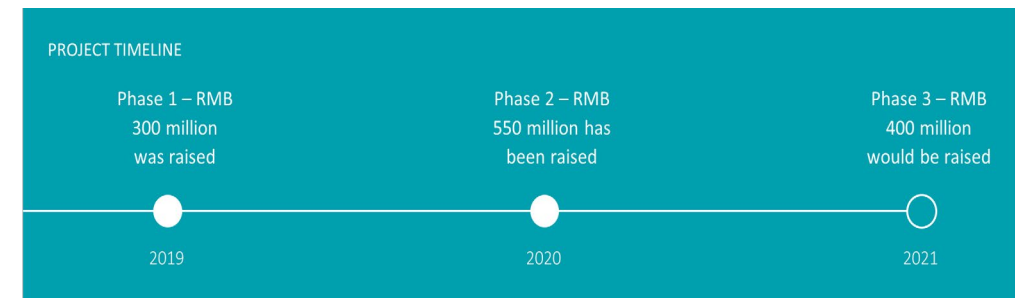 PROJECT TIMELINE
Phase 1 – RMB
300 million
was raised
Phase 2 – RMB
550 million has
been raised
Phase 3 – RMB
400 million
would be raised
2019
2020
2021